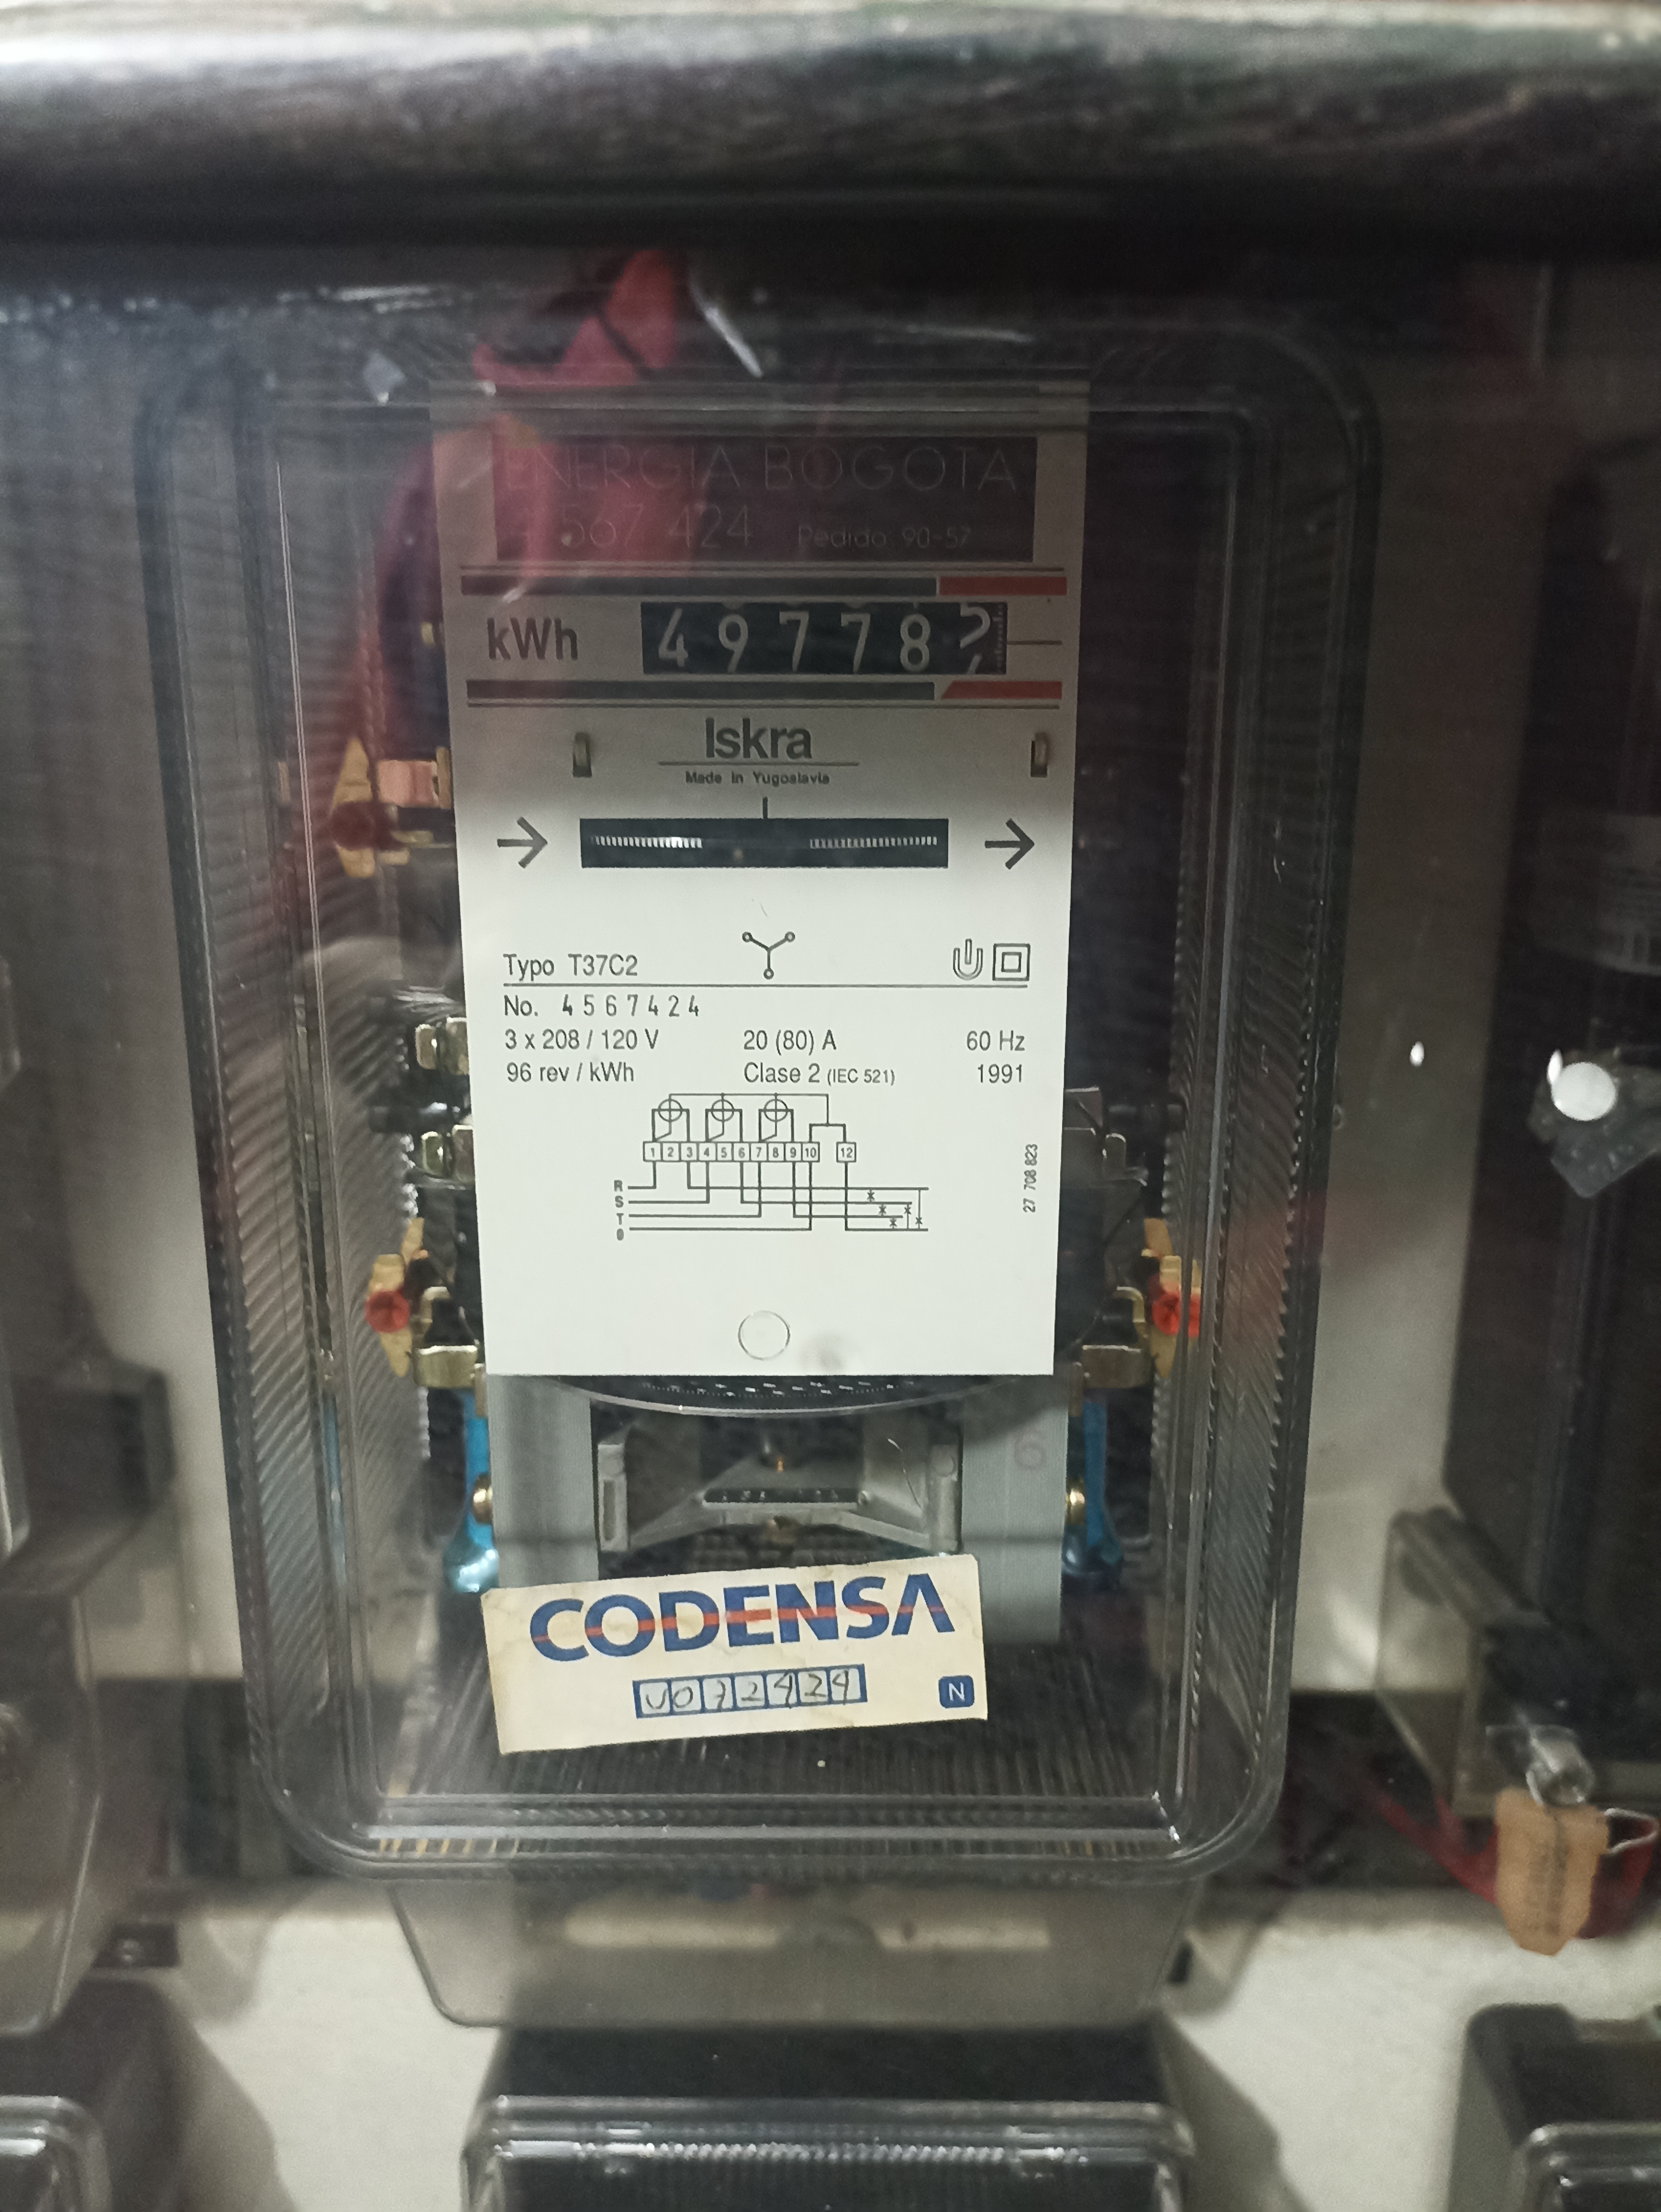 ENERGIA BOGOTA
567 424 Pedido: 90-57
kWh 49778
Iskra
Made in Yugoslavia
Typo T37C2
No. 4567424
3 x 208 / 120 V 20 (80) A 60 Hz
96 rev / kWh Clase 2 (IEC 521) 1991
1 2 3 4 5 6 7 8 9 10 12
R
S
T
0
27 708 823
6
CODENSA
N